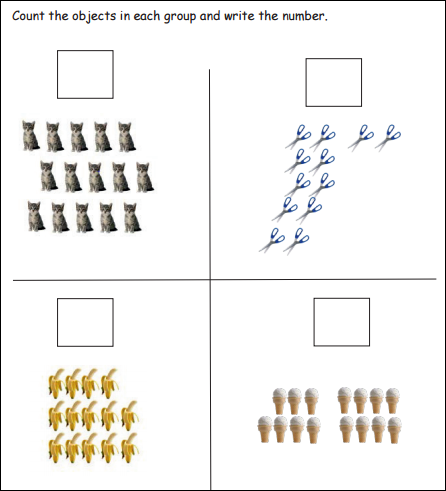 Count the objects in each group and write the number.